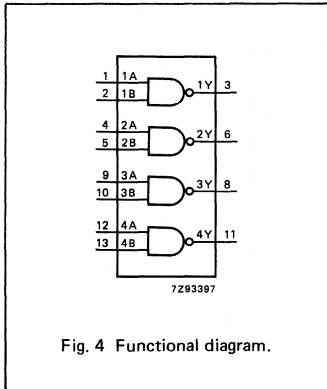 1 1A
2 1B
1Y 3
4 2A
5 2B
2Y 6
9 3A
10 3B
3Y 8
12 4A
13 4B
4Y 11
7Z93397
Fig. 4 Functional diagram.